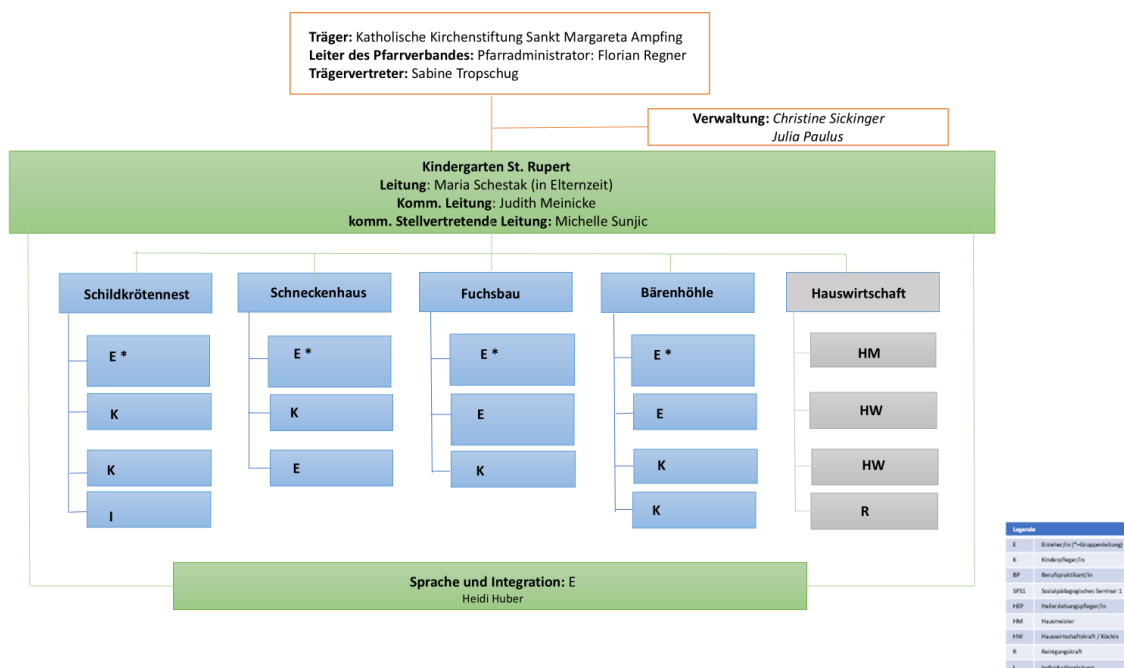 Träger: Katholische Kirchenstiftung Sankt Margareta Ampfing
Leiter des Pfarrverbandes: Pfarradministrator: Florian Regner
Trägervertreter: Sabine Tropschug
Verwaltung: Christine Sickinger
Julia Paulus
Kindergarten St. Rupert
Leitung: Maria Schestak (in Elternzeit)
Komm. Leitung: Judith Meinicke
komm. Stellvertretende Leitung: Michelle Sunjic
Schildkrötennest
E *
K
K
I
Schneckenhaus
E *
K
E
Fuchsbau
E *
E
K
Bärenhöhle
E *
E
K
K
Hauswirtschaft
HM
HW
HW
R
Sprache und Integration: E
Heidi Huber
Legende
E Erzieher/in (*=Gruppenleitung)
K Kinderpfleger/in
BP Berufspraktikant/in
SPS1 Sozialpädagogisches Seminar 1
HEP Heilerziehungspfleger/in
HM Hausmeister
HW Hauswirtschaftskraft / Köchin
R Reinigungskraft